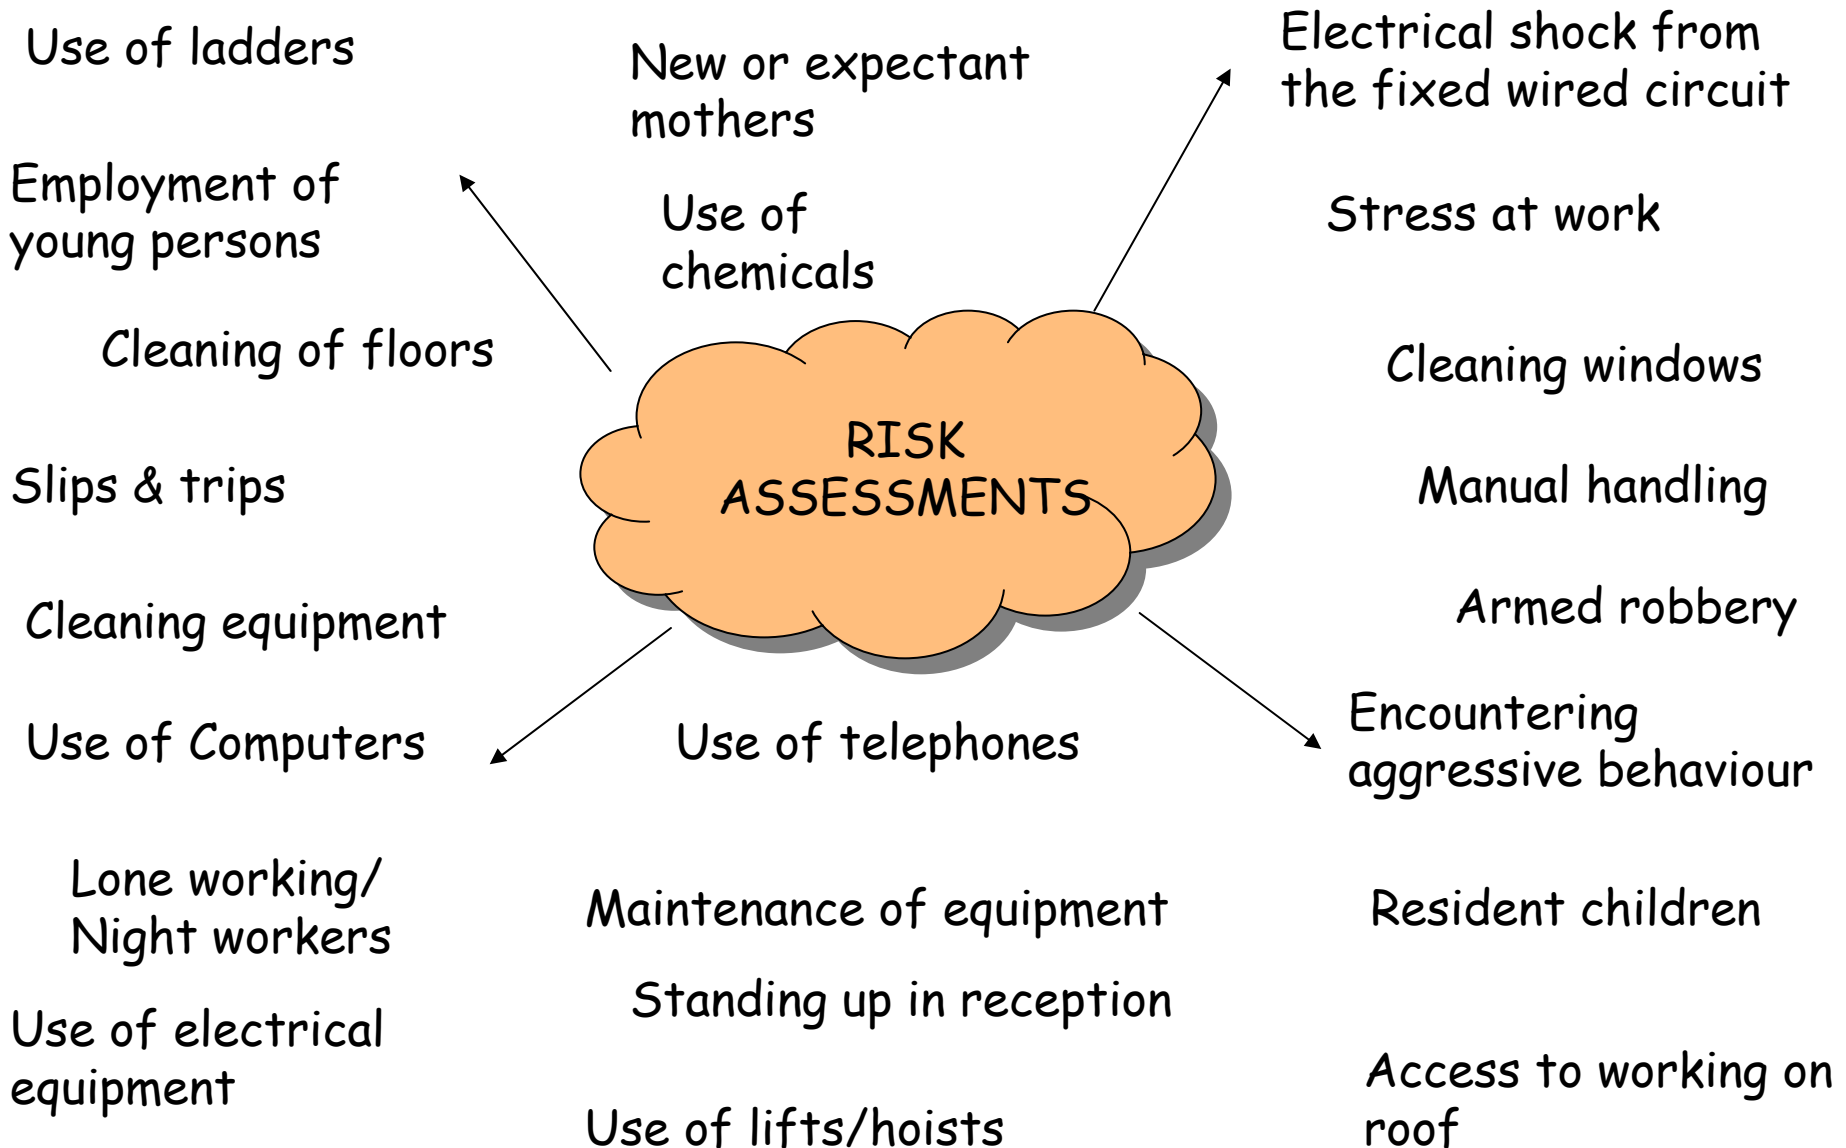 Use of ladders
New or expectant
mothers
Electrical shock from
the fixed wired circuit
Employment of
young persons
Use of
chemicals
Stress at work
Cleaning of floors
Cleaning windows
RISK
ASSESSMENTS
Slips & trips
Manual handling
Cleaning equipment
Armed robbery
Use of Computers
Use of telephones
Encountering
aggressive behaviour
Lone working/
Night workers
Maintenance of equipment
Resident children
Standing up in reception
Use of electrical
equipment
Use of lifts/hoists
Access to working on
roof